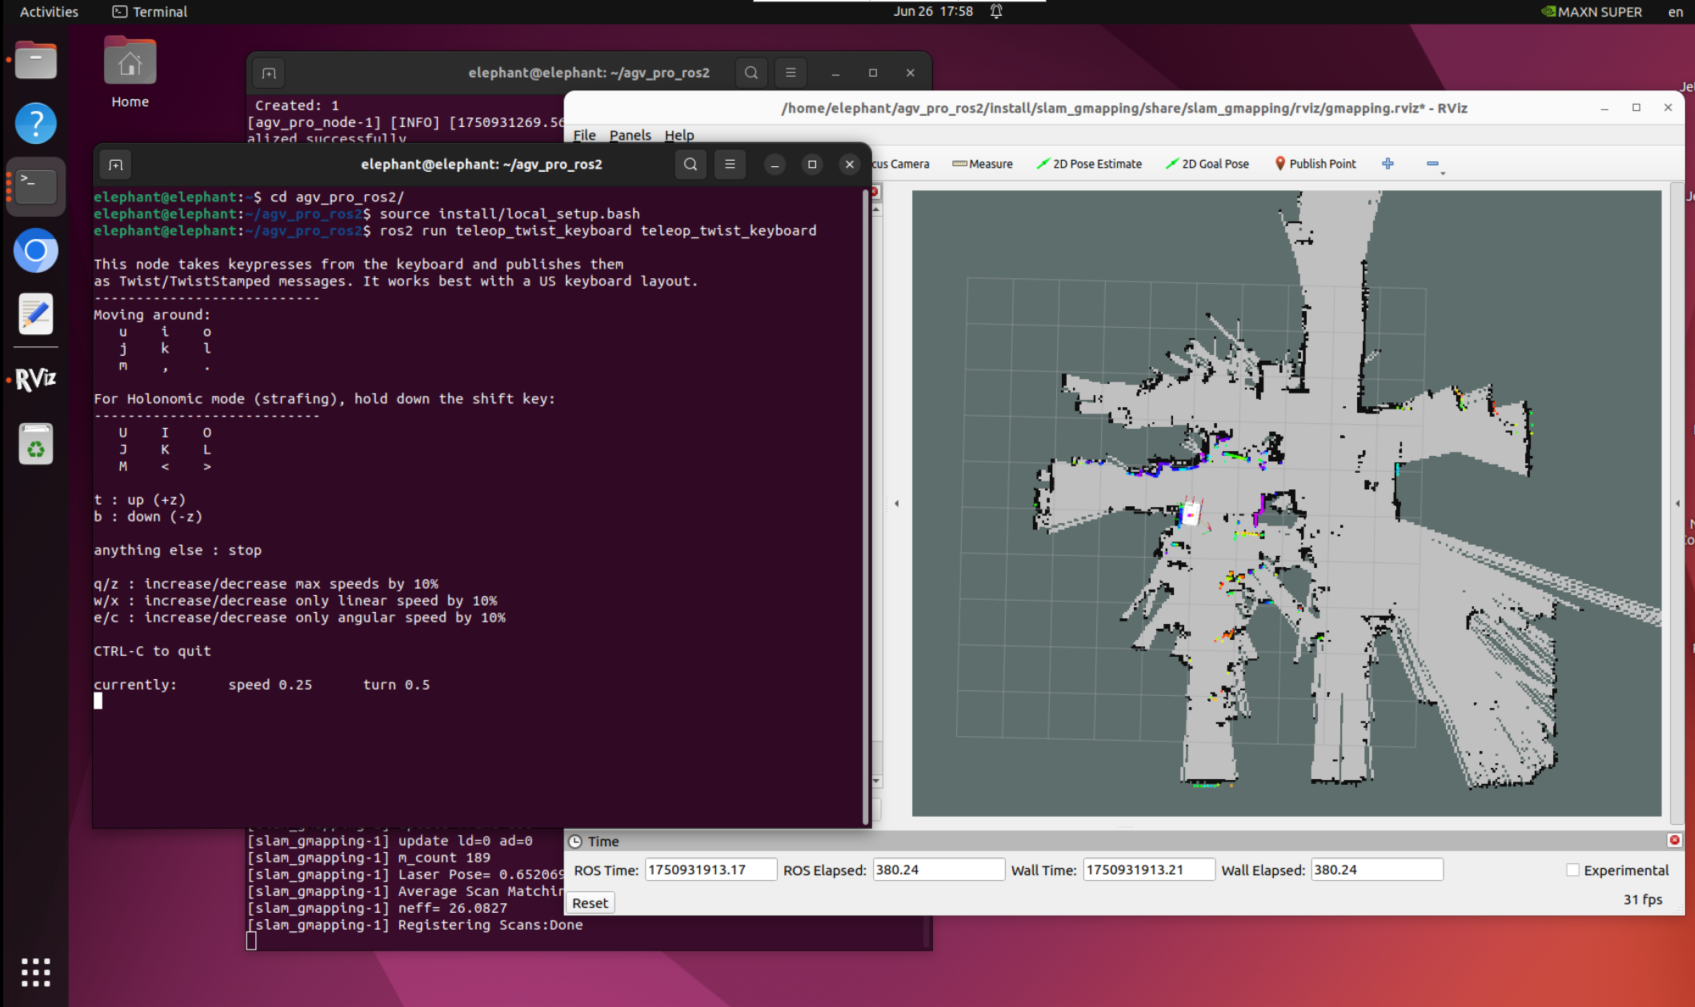 Activities
Terminal
Jun 26 17:58
MAXN SUPER
en
Home
elephant@elephant: ~/agv_pro_ros2
Created: 1
[agv_pro_node-1] [INFO] [1750931269.56
alized successfully
/home/elephant/agv_pro_ros2/install/slam_gmapping/share/slam_gmapping/rviz/gmapping.rviz* - RViz
File Panels Help
cus Camera
Measure
2D Pose Estimate
2D Goal Pose
Publish Point
elephant@elephant: ~/agv_pro_ros2
elephant@elephant:~$ cd agv_pro_ros2/
elephant@elephant:~/agv_pro_ros2$ source install/local_setup.bash
elephant@elephant:~/agv_pro_ros2$ ros2 run teleop_twist_keyboard teleop_twist_keyboard
This node takes keypresses from the keyboard and publishes them
as Twist/TwistStamped messages. It works best with a US keyboard layout.
---------------------------
Moving around:
u i o
j k l
m , .
For Holonomic mode (strafing), hold down the shift key:
---------------------------
U I O
J K L
M < >
t : up (+z)
b : down (-z)
anything else : stop
q/z : increase/decrease max speeds by 10%
w/x : increase/decrease only linear speed by 10%
e/c : increase/decrease only angular speed by 10%
CTRL-C to quit
currently: speed 0.25 turn 0.5
RViz
[slam_gmapping-1] update ld=0 ad=0
[slam_gmapping-1] m_count 189
[slam_gmapping-1] Laser Pose= 0.652069
[slam_gmapping-1] Average Scan Matchin
[slam_gmapping-1] neff= 26.0827
[slam_gmapping-1] Registering Scans:Done
Time
ROS Time: 1750931913.17 ROS Elapsed: 380.24 Wall Time: 1750931913.21 Wall Elapsed: 380.24 Experimental
Reset
31 fps